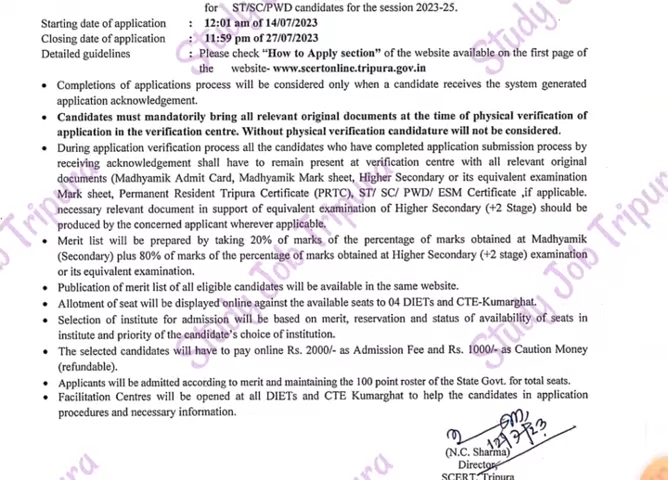 for ST/SC/PWD candidates for the session 2023-25.
Starting date of application : 12:01 am of 14/07/2023
Closing date of application : 11:59 pm of 27/07/2023
Detailed guidelines : Please check “How to Apply section” of the website available on the first page of
the website- www.scertonline.tripura.gov.in
• Completions of applications process will be considered only when a candidate receives the system generated
application acknowledgement.
• Candidates must mandatorily bring all relevant original documents at the time of physical verification of
application in the verification centre. Without physical verification candidature will not be considered.
• During application verification process all the candidates who have completed application submission process by
receiving acknowledgement shall have to remain present at verification centre with all relevant original
documents (Madhyamik Admit Card, Madhyamik Mark sheet, Higher Secondary or its equivalent examination
Mark sheet, Permanent Resident Tripura Certificate (PRTC), ST/ SC/ PWD/ ESM Certificate ,if applicable.
necessary relevant document in support of equivalent examination of Higher Secondary (+2 Stage) should be
produced by the concerned applicant wherever applicable.
• Merit list will be prepared by taking 20% of marks of the percentage of marks obtained at Madhyamik
(Secondary) plus 80% of marks of the percentage of marks obtained at Higher Secondary (+2 stage) examination
or its equivalent examination.
• Publication of merit list of all eligible candidates will be available in the same website.
• Allotment of seat will be displayed online against the available seats to 04 DIETs and CTE-Kumarghat.
• Selection of institute for admission will be based on merit, reservation and status of availability of seats in
institute and priority of the candidate's choice of institution.
• The selected candidates will have to pay online Rs. 2000/- as Admission Fee and Rs. 1000/- as Caution Money
(refundable).
• Applicants will be admitted according to merit and maintaining the 100 point roster of the State Govt. for total seats.
• Facilitation Centres will be opened at all DIETs and CTE Kumarghat to help the candidates in application
procedures and necessary information.
(N.C. Sharma)
Director,
SCERT, Tripura
Study Job Tripura